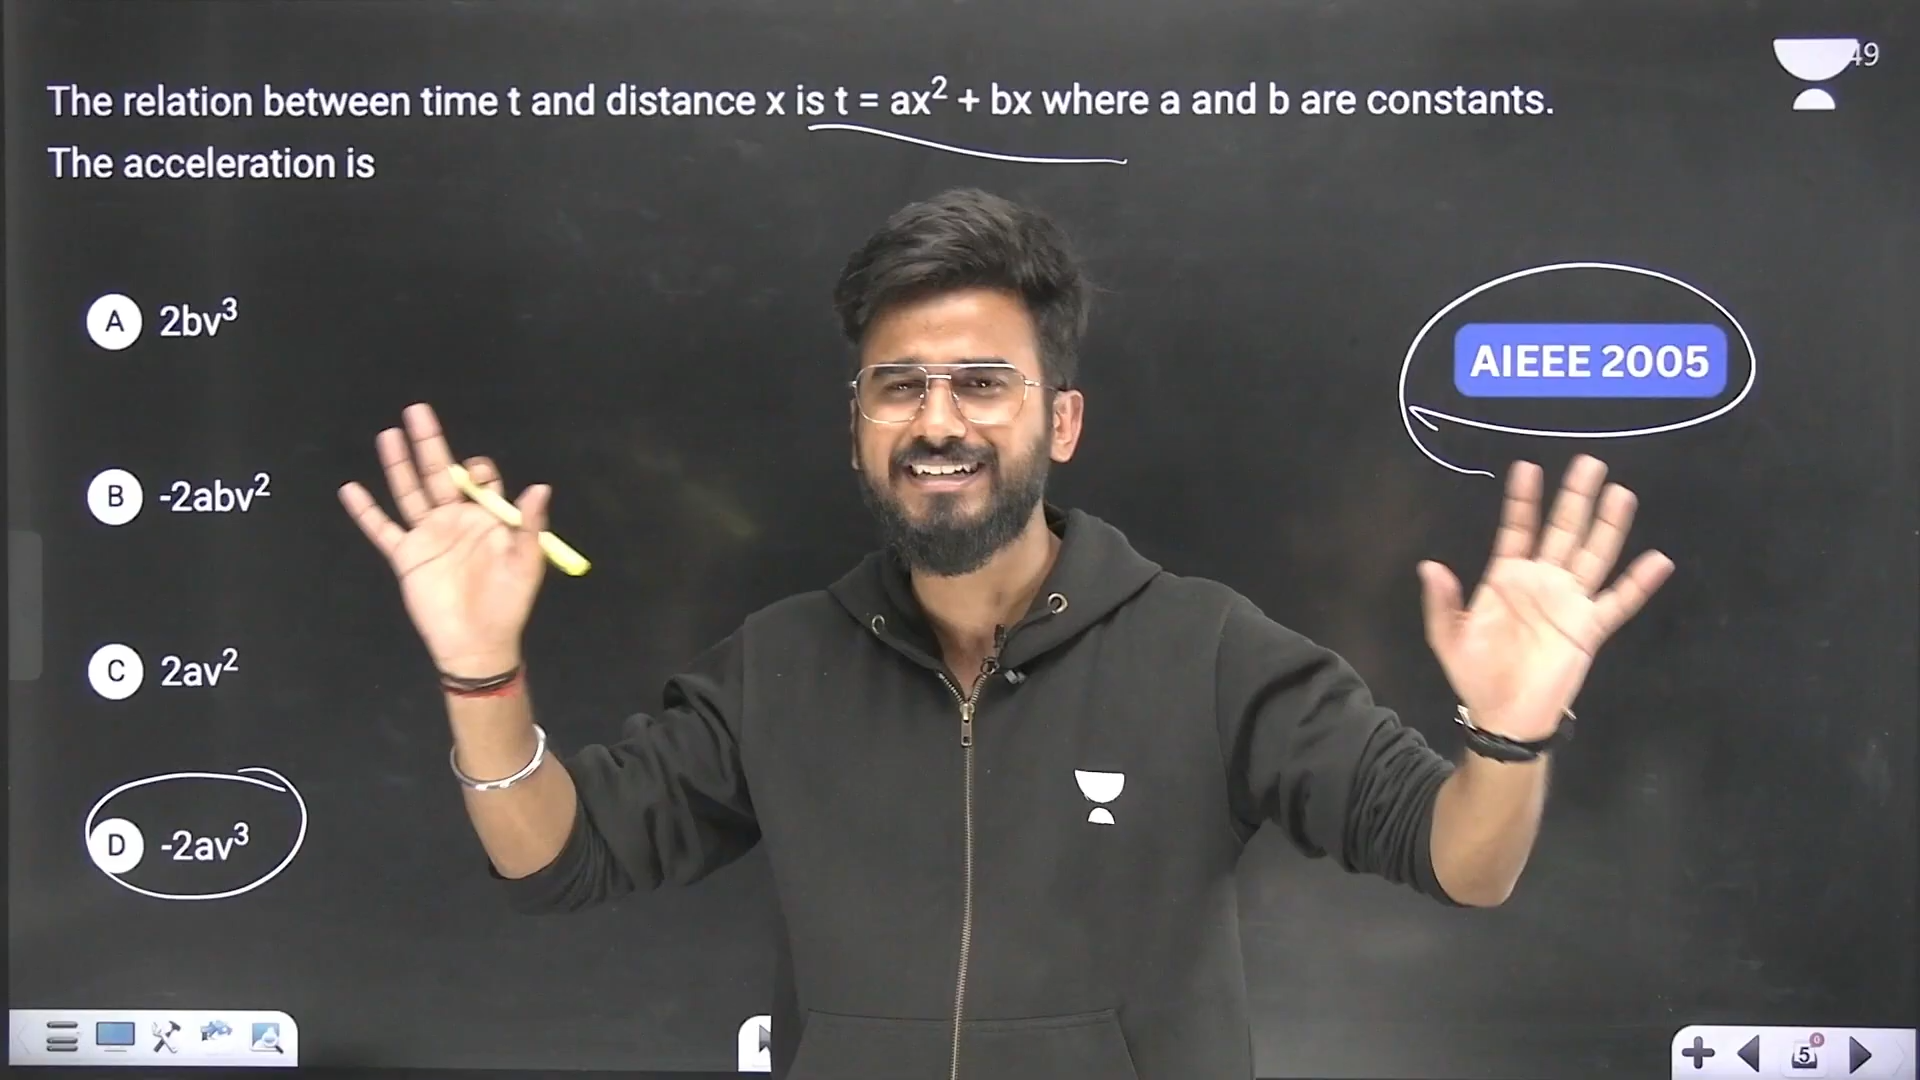 49
The relation between time t and distance x is t = ax² + bx where a and b are constants.
The acceleration is
A 2bv³
AIEEE 2005
B -2abv²
C 2av²
D -2av³
5
0